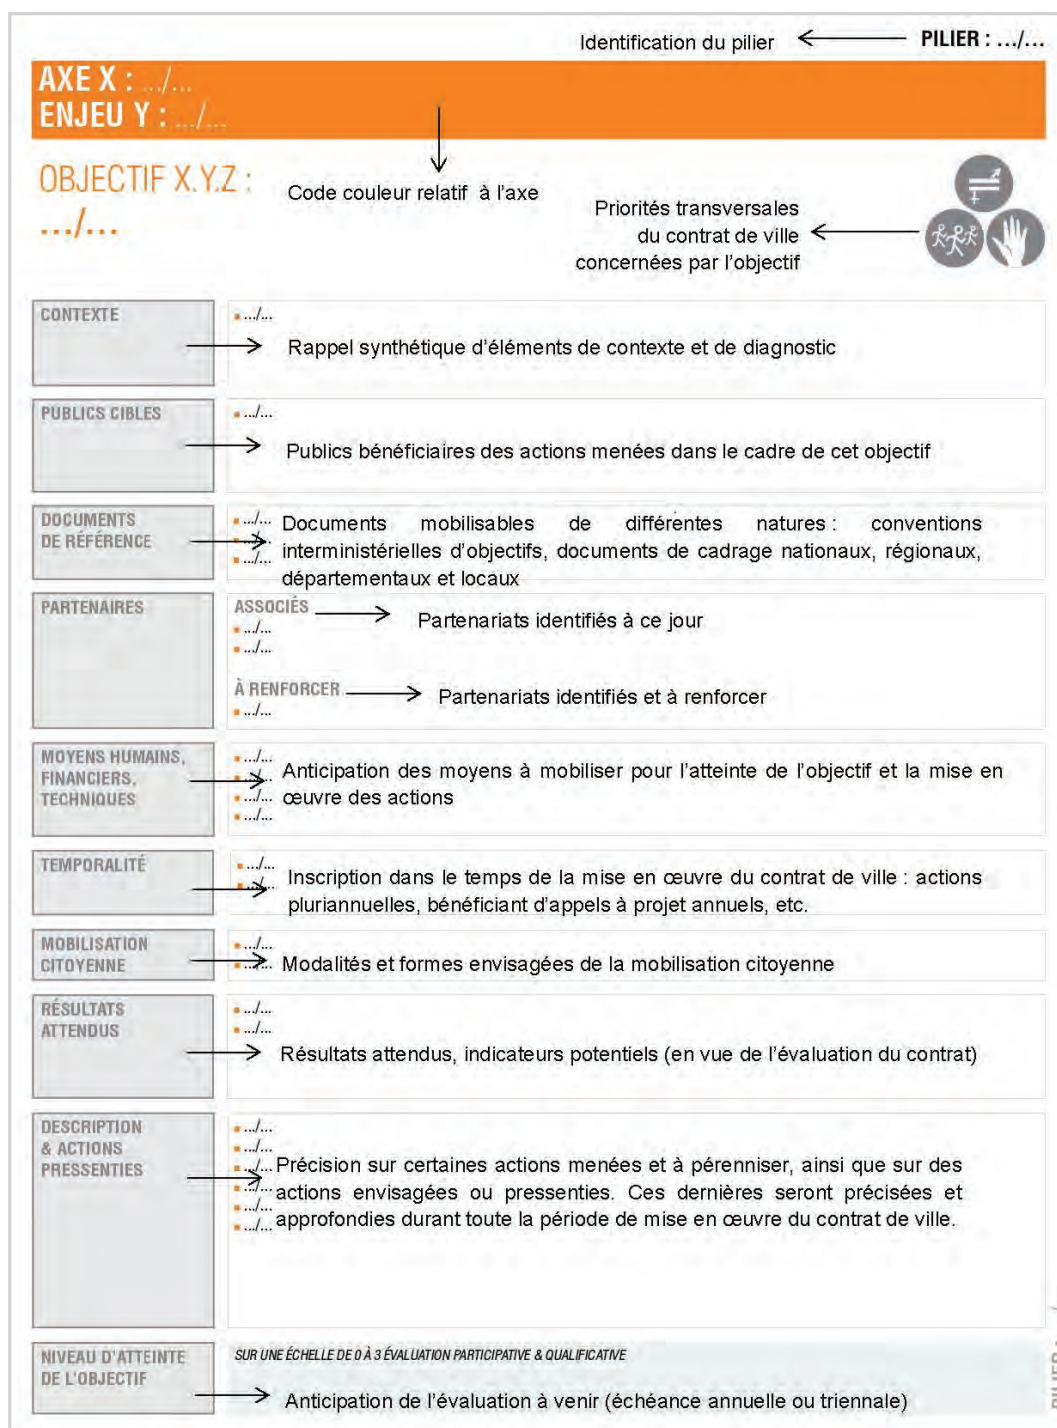 Identification du pilier PILIER : .../...
AXE X : .../...
ENJEU Y : .../...
OBJECTIF X.Y.Z :
.../...
Code couleur relatif à l'axe
Priorités transversales
du contrat de ville
concernées par l'objectif
CONTEXTE
.../...
Rappel synthétique d'éléments de contexte et de diagnostic
PUBLICS CIBLES
.../...
Publics bénéficiaires des actions menées dans le cadre de cet objectif
DOCUMENTS
DE RÉFÉRENCE
.../...
.../...
.../...
Documents mobilisables de différentes natures : conventions
interministérielles d'objectifs, documents de cadrage nationaux, régionaux,
départementaux et locaux
PARTENAIRES
ASSOCIÉS
Partenariats identifiés à ce jour
.../...
.../...
À RENFORCER
Partenariats identifiés et à renforcer
.../...
MOYENS HUMAINS,
FINANCIERS,
TECHNIQUES
.../...
.../...
.../...
.../...
Anticipation des moyens à mobiliser pour l'atteinte de l'objectif et la mise en
œuvre des actions
TEMPORALITÉ
.../...
.../...
Inscription dans le temps de la mise en œuvre du contrat de ville : actions
pluriannuelles, bénéficiant d'appels à projet annuels, etc.
MOBILISATION
CITOYENNE
.../...
.../...
Modalités et formes envisagées de la mobilisation citoyenne
RÉSULTATS
ATTENDUS
.../...
.../...
Résultats attendus, indicateurs potentiels (en vue de l'évaluation du contrat)
DESCRIPTION
& ACTIONS
PRESSENTIES
.../...
.../...
.../...
.../...
.../...
.../...
Précision sur certaines actions menées et à pérenniser, ainsi que sur des
actions envisagées ou pressenties. Ces dernières seront précisées et
approfondies durant toute la période de mise en œuvre du contrat de ville.
NIVEAU D'ATTEINTE
DE L'OBJECTIF
SUR UNE ÉCHELLE DE 0 À 3 ÉVALUATION PARTICIPATIVE & QUALIFICATIVE
Anticipation de l'évaluation à venir (échéance annuelle ou triennale)